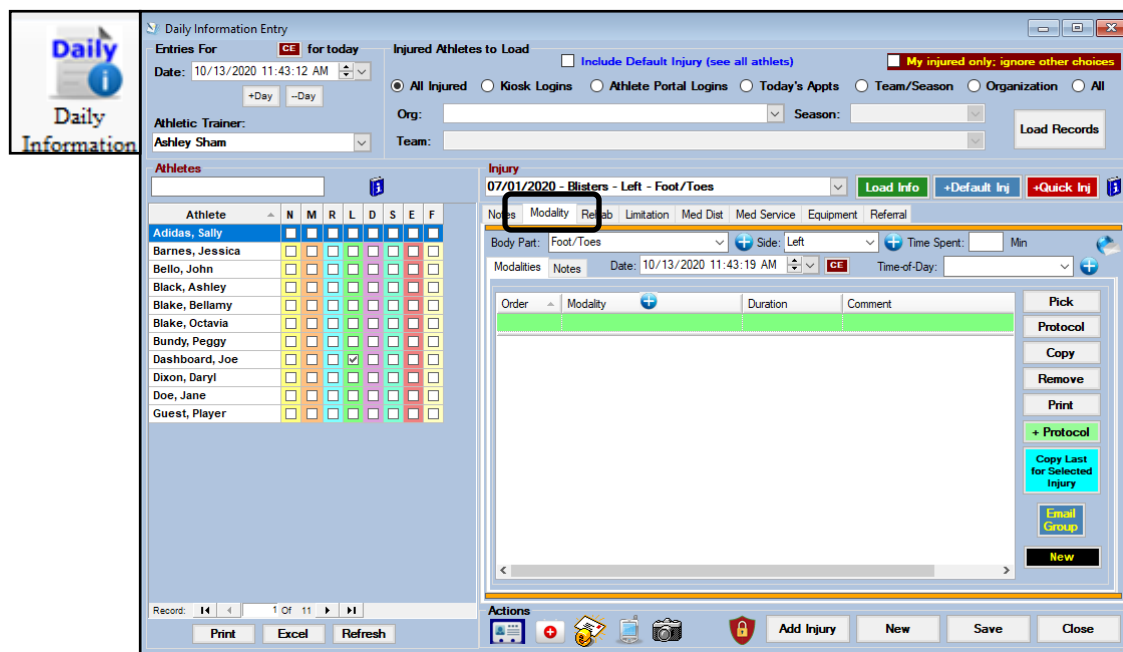 Daily
Daily
Information
Daily Information Entry
Entries For CE for today
Date: 10/13/2020 11:43:12 AM
+Day --Day
Athletic Trainer:
Ashley Sham
Injured Athletes to Load
Include Default Injury (see all athlets) My injured only; ignore other choices
All Injured Kiosk Logins Athlete Portal Logins Today's Appts Team/Season Organization All
Org: Season:
Team:
Load Records
Athletes
Athlete N M R L D S E F
Adidas, Sally
Barnes, Jessica
Bello, John
Black, Ashley
Blake, Bellamy
Blake, Octavia
Bundy, Peggy
Dashboard, Joe
Dixon, Daryl
Doe, Jane
Guest, Player
Record: 1 Of 11
Print Excel Refresh
Injury
07/01/2020 - Blisters - Left - Foot/Toes Load Info +Default Inj +Quick Inj
Notes Modality Rehab Limitation Med Dist Med Service Equipment Referral
Body Part: Foot/Toes Side: Left Time Spent: Min
Modalities Notes Date: 10/13/2020 11:43:19 AM CE Time-of-Day:
Order Modality Duration Comment
Pick
Protocol
Copy
Remove
Print
+ Protocol
Copy Last
for Selected
Injury
Email
Group
New
Actions
Add Injury New Save Close